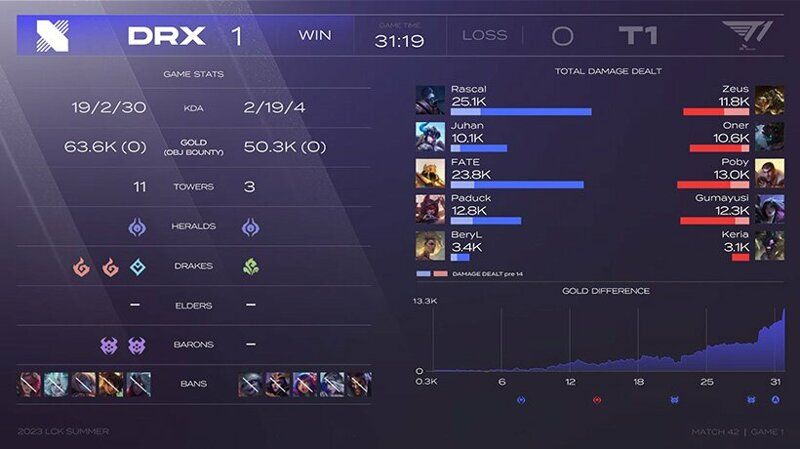 DRX 1 WIN GAME TIME 31:19 LOSS 0 T1
GAME STATS
19/2/30 KDA 2/19/4
63.6K (0) GOLD (OBJ BOUNTY) 50.3K (0)
11 TOWERS 3
HERALDS
DRAKES
– ELDERS –
BARONS –
BANS
TOTAL DAMAGE DEALT
Rascal Zeus
25.1K 11.8K
Juhan Oner
10.1K 10.6K
FATE Poby
23.8K 13.0K
Paduck Gumayusi
12.8K 12.3K
BeryL Keria
3.4K 3.1K
DAMAGE DEALT pre 14
GOLD DIFFERENCE
13.3K
0
0.3K 6 12 18 25 31
2023 LCK SUMMER MATCH 42 | GAME 1